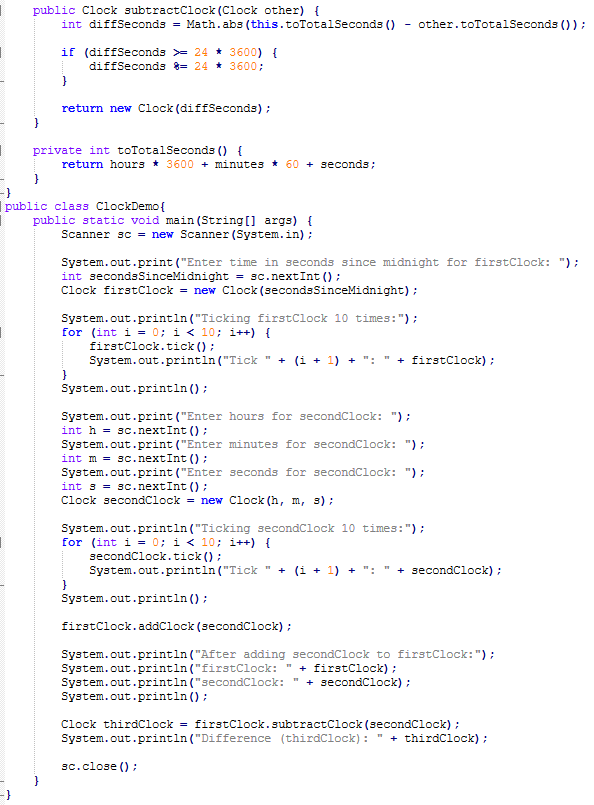 public Clock subtractClock(Clock other) {
int diffSeconds = Math.abs(this.toTotalSeconds() - other.toTotalSeconds());
if (diffSeconds >= 24 * 3600) {
diffSeconds %= 24 * 3600;
}
return new Clock(diffSeconds);
}
private int toTotalSeconds() {
return hours * 3600 + minutes * 60 + seconds;
}
}
public class ClockDemo{
public static void main(String[] args) {
Scanner sc = new Scanner(System.in);
System.out.print("Enter time in seconds since midnight for firstClock: ");
int secondsSinceMidnight = sc.nextInt();
Clock firstClock = new Clock(secondsSinceMidnight);
System.out.println("Ticking firstClock 10 times:");
for (int i = 0; i < 10; i++) {
firstClock.tick();
System.out.println("Tick " + (i + 1) + ": " + firstClock);
}
System.out.println();
System.out.print("Enter hours for secondClock: ");
int h = sc.nextInt();
System.out.print("Enter minutes for secondClock: ");
int m = sc.nextInt();
System.out.print("Enter seconds for secondClock: ");
int s = sc.nextInt();
Clock secondClock = new Clock(h, m, s);
System.out.println("Ticking secondClock 10 times:");
for (int i = 0; i < 10; i++) {
secondClock.tick();
System.out.println("Tick " + (i + 1) + ": " + secondClock);
}
System.out.println();
firstClock.addClock(secondClock);
System.out.println("After adding secondClock to firstClock:");
System.out.println("firstClock: " + firstClock);
System.out.println("secondClock: " + secondClock);
System.out.println();
Clock thirdClock = firstClock.subtractClock(secondClock);
System.out.println("Difference (thirdClock): " + thirdClock);
sc.close();
}
}